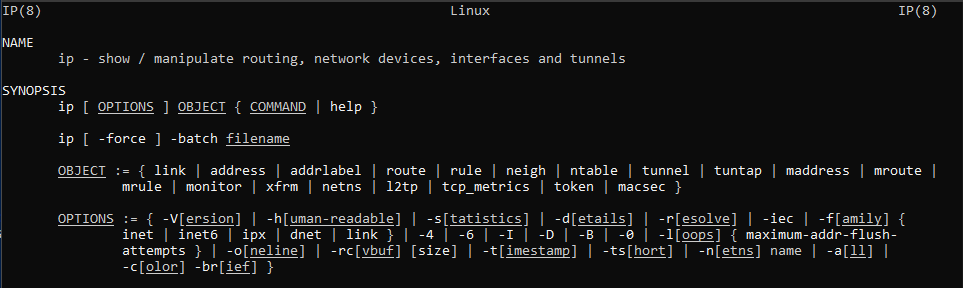 IP(8) Linux IP(8)
NAME
ip - show / manipulate routing, network devices, interfaces and tunnels
SYNOPSIS
ip [ OPTIONS ] OBJECT { COMMAND | help }
ip [ -force ] -batch filename
OBJECT := { link | address | addrlabel | route | rule | neigh | ntable | tunnel | tuntap | maddress | mroute |
mrule | monitor | xfrm | netns | l2tp | tcp_metrics | token | macsec }
OPTIONS := { -V[ersion] | -h[uman-readable] | -s[tatistics] | -d[etails] | -r[esolve] | -iec | -f[amily] {
inet | inet6 | ipx | dnet | link } | -4 | -6 | -I | -D | -B | -0 | -l[oops] { maximum-addr-flush-
attempts } | -o[neline] | -rc[vbuf] [size] | -t[imestamp] | -ts[hort] | -n[etns] name | -a[ll] |
-c[olor] -br[ief] }